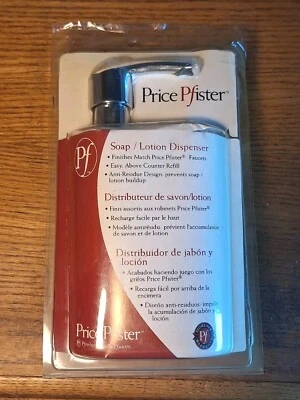 Price Pfister™
Pf
Soap / Lotion Dispenser
• Finishes Match Price Pfister® Faucets
• Easy, Above Counter Refill
• Anti-Residue Design: prevents soap /
lotion buildup
Distributeur de savon/lotion
• Finis assortis aux robinets Price Pfister®
• Recharge facile par le haut
• Modèle antirésidu, prévient l'accumulation
de savon et de lotion
Distribuidor de jabón y
loción
• Acabados haciendo juego con los
grifos Price Pfister®
• Recarga fácil por arriba de la
encimera
• Diseño anti-residuos: impide
la acumulación de jabón y
loción
Price Pfister™